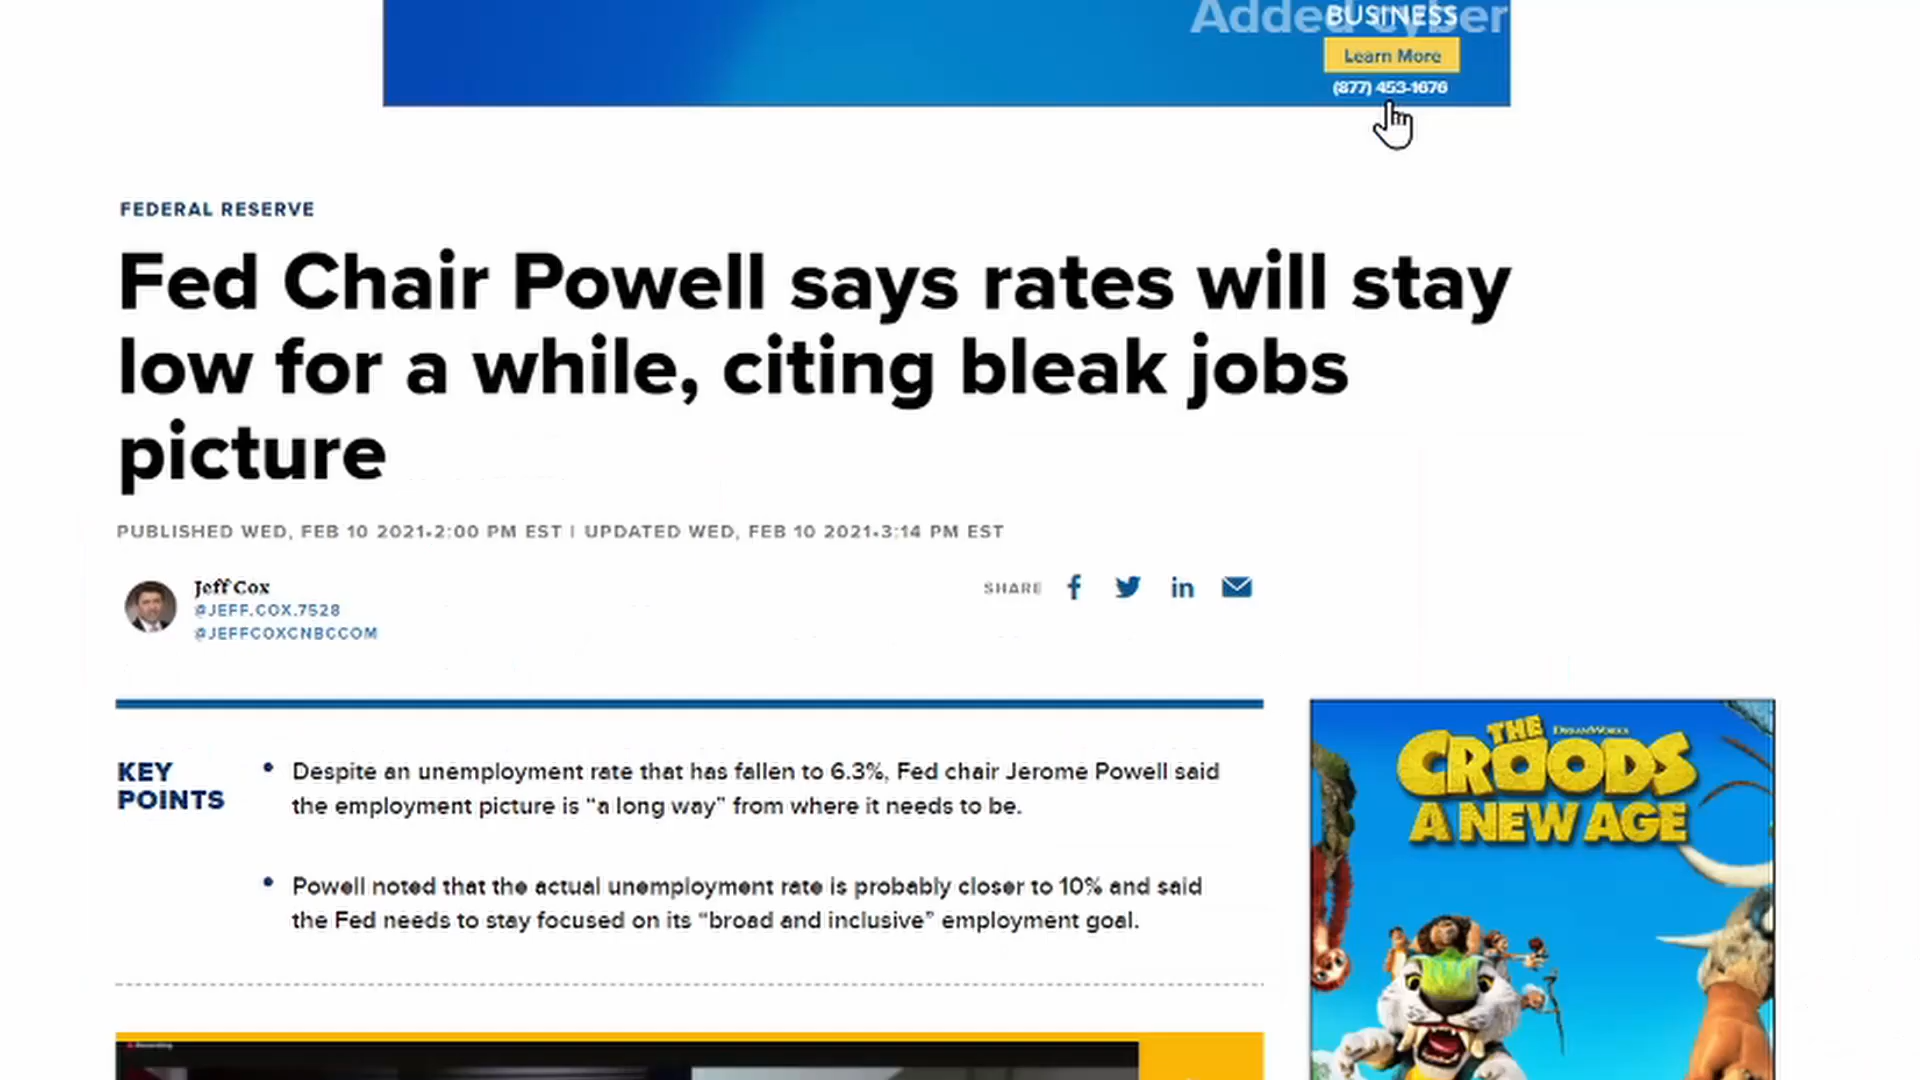 Added Cyber
BUSINESS
Learn More
(877) 453-1676
FEDERAL RESERVE
Fed Chair Powell says rates will stay
low for a while, citing bleak jobs
picture
PUBLISHED WED, FEB 10 2021•2:00 PM EST | UPDATED WED, FEB 10 2021•3:14 PM EST
Jeff Cox
@JEFF.COX.7528
@JEFFCOXCNBCCOM
SHARE
KEY
POINTS
• Despite an unemployment rate that has fallen to 6.3%, Fed chair Jerome Powell said
the employment picture is “a long way” from where it needs to be.
• Powell noted that the actual unemployment rate is probably closer to 10% and said
the Fed needs to stay focused on its “broad and inclusive” employment goal.
DREAMWORKS
THE
CROODS
A NEW AGE
Recording